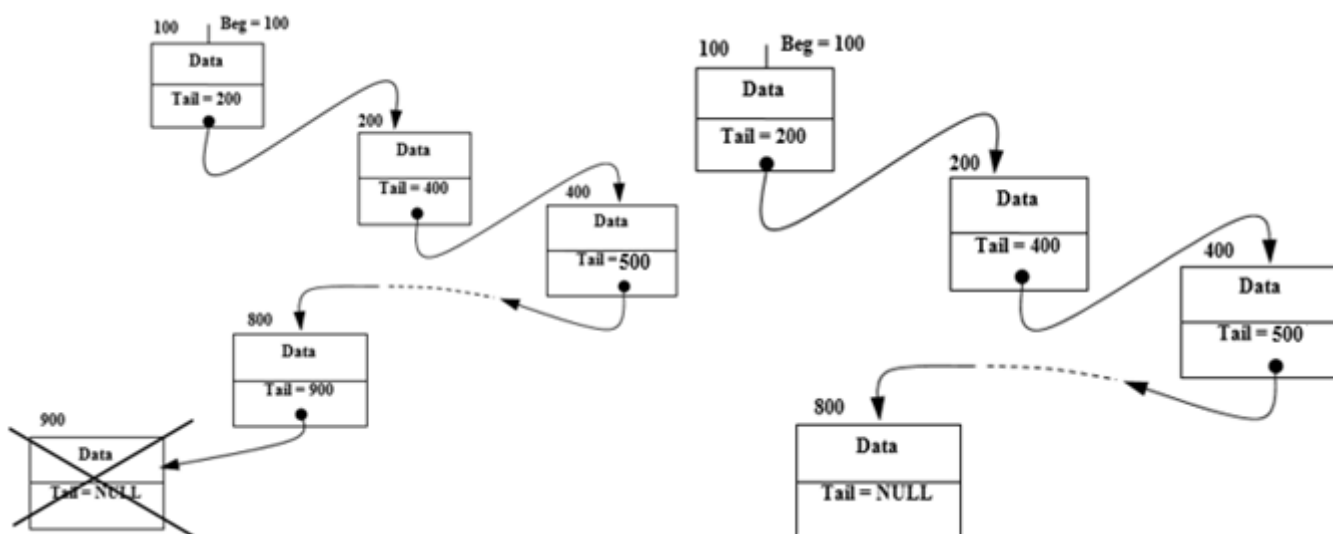 100 Beg = 100
Data
Tail = 200
200
Data
Tail = 400
400
Data
Tail = 500
800
Data
Tail = 900
900
Data
Tail = NULL
100 Beg = 100
Data
Tail = 200
200
Data
Tail = 400
400
Data
Tail = 500
800
Data
Tail = NULL